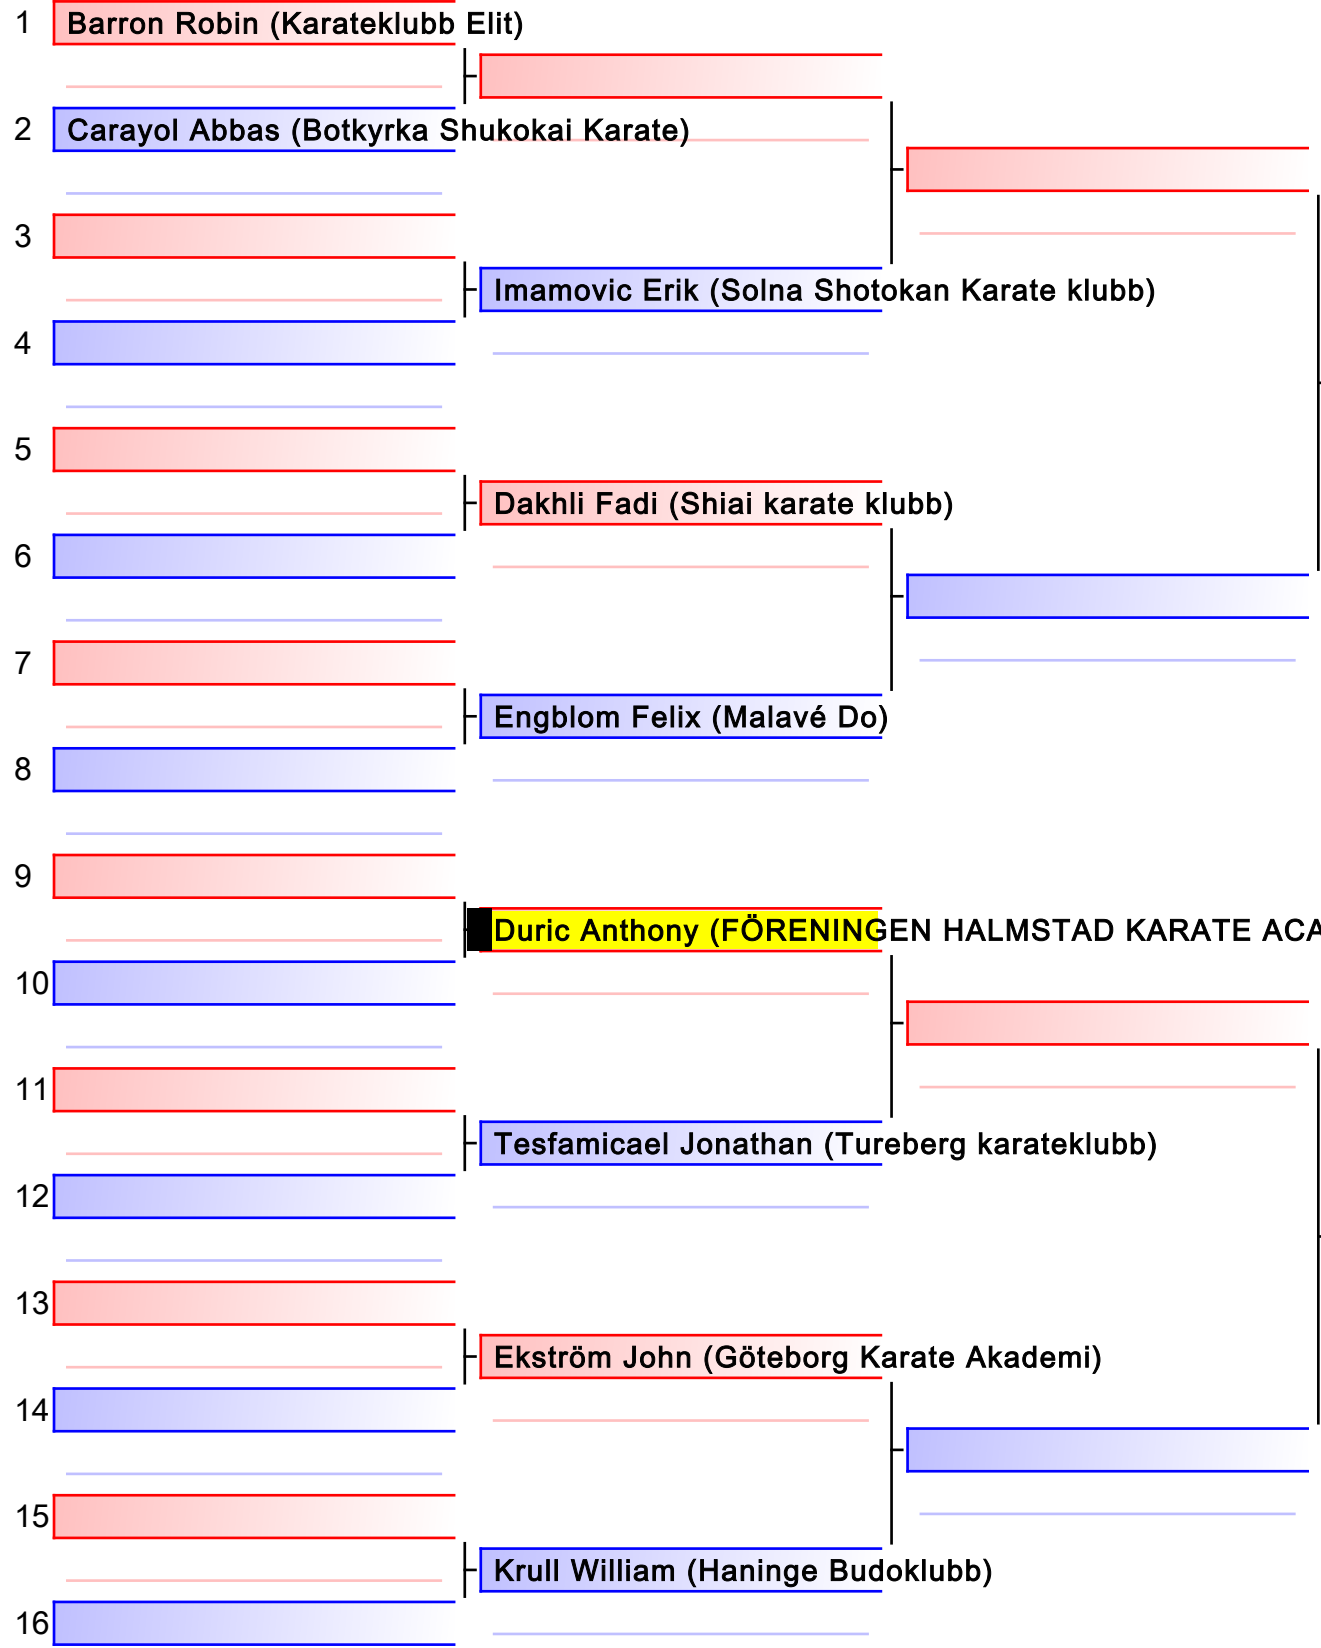 1 Barron Robin (Karateklubb Elit)
2 Carayol Abbas (Botkyrka Shukokai Karate)
3
Imamovic Erik (Solna Shotokan Karate klubb)
4
5
Dakhli Fadi (Shiai karate klubb)
6
7
Engblom Felix (Malavé Do)
8
9
Duric Anthony (FÖRENINGEN HALMSTAD KARATE ACA
10
11
Tesfamicael Jonathan (Tureberg karateklubb)
12
13
Ekström John (Göteborg Karate Akademi)
14
15
Krull William (Haninge Budoklubb)
16